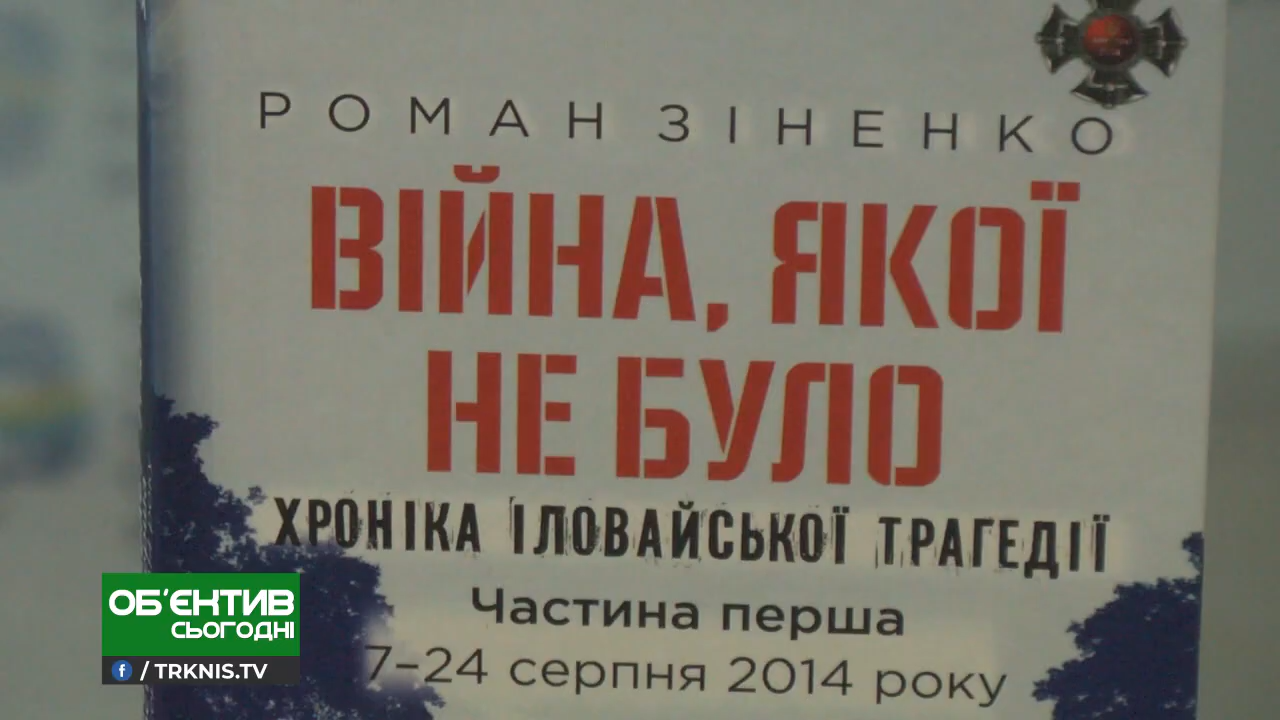 РОМАН ЗІНЕНКО
ВІЙНА, ЯКОЇ
НЕ БУЛО
ХРОНІКА ІЛОВАЙСЬКОЇ ТРАГЕДІЇ
Частина перша
7–24 серпня 2014 року
ОБ'ЄКТИВ
СЬОГОДНІ
f / TRKNIS.TV